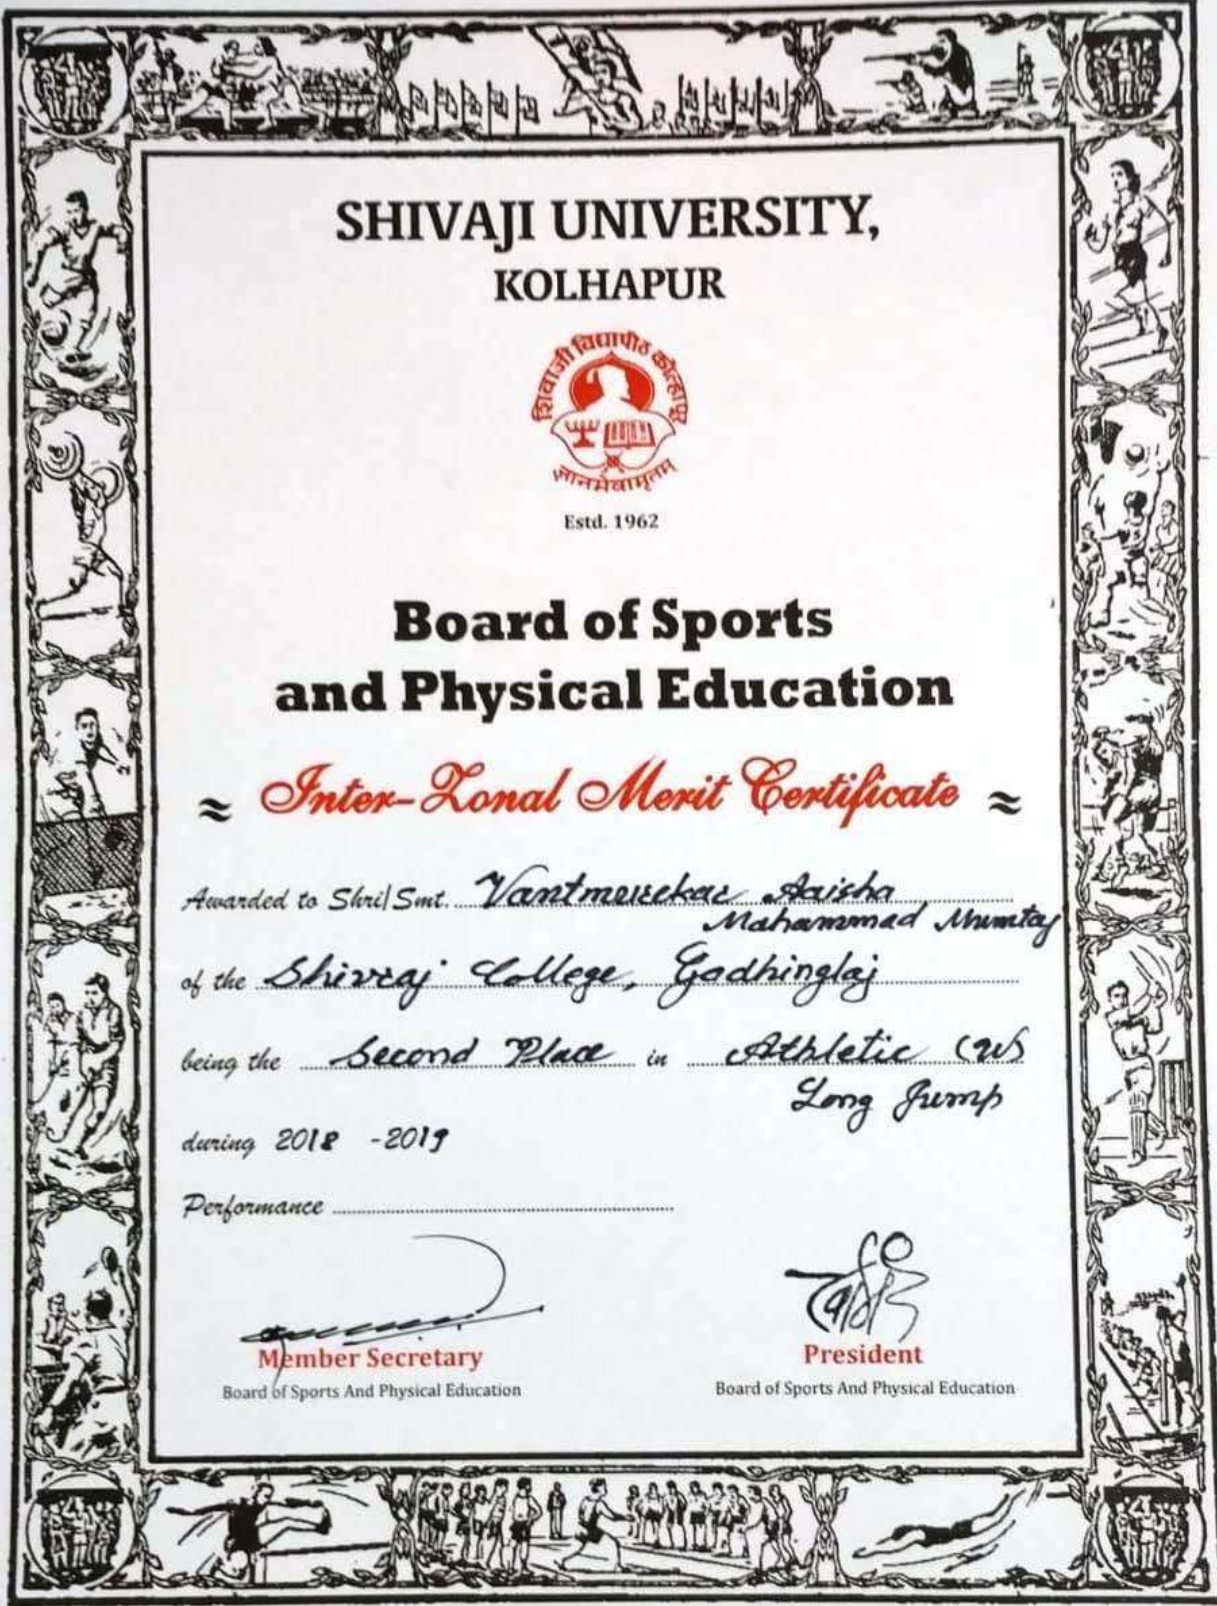 SHIVAJI UNIVERSITY,
KOLHAPUR
शिवाजी विद्यापीठ कोल्हापूर
ज्ञानमेवामृतम्
Estd. 1962
Board of Sports
and Physical Education
≈ Inter-Zonal Merit Certificate ≈
Awarded to Shri/Smt. Vantmurekar Aaisha
Mahammad Mumtaj
of the Shivraj College, Gadhinglaj
being the Second Place in Athletic (W)
Long Jump
during 2018 -2019
Performance
Member Secretary
Board of Sports And Physical Education
President
Board of Sports And Physical Education